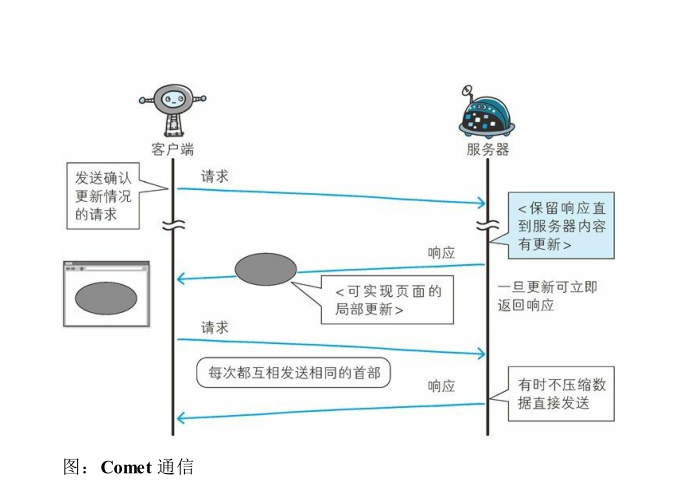 客户端
服务器
发送确认
更新情况
的请求
请求
<保留响应直
到服务器内容
有更新>
响应
<可实现页面的
局部更新>
一旦更新可立即
返回响应
请求
每次都互相发送相同的首部
响应
有时不压缩数
据直接发送
图：Comet 通信